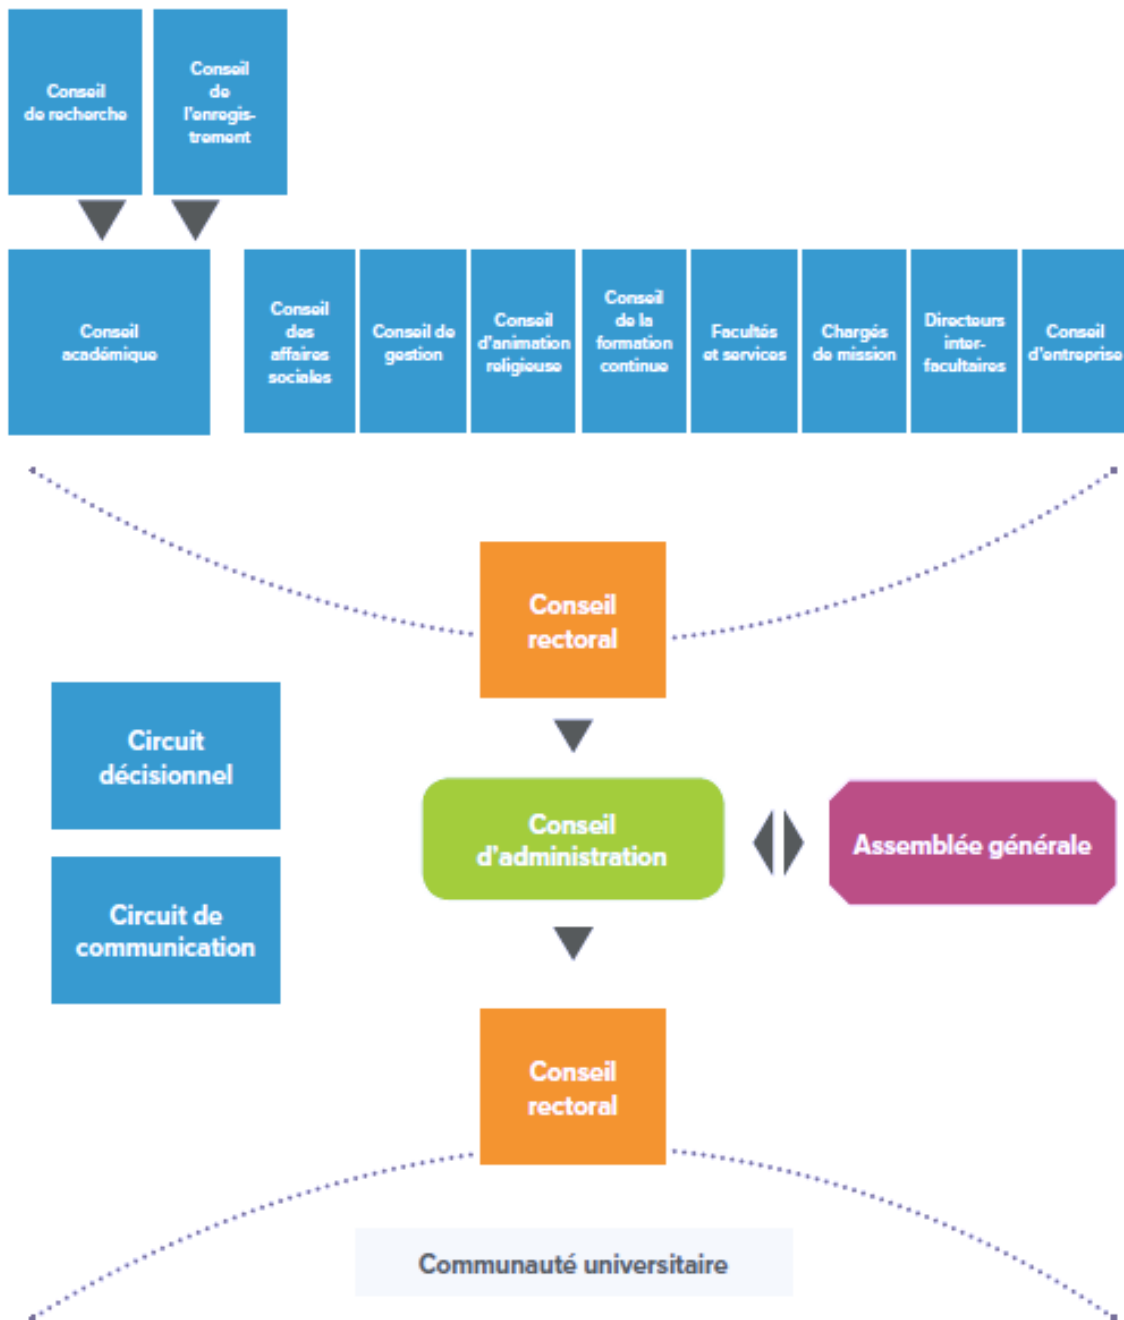 Conseil
de recherche
Conseil
de
l'enregis-
trement
Conseil
académique
Conseil
des
affaires
sociales
Conseil de
gestion
Conseil
d'animation
religieuse
Conseil
de la
formation
continue
Facultés
et services
Chargés
de mission
Directeurs
inter-
facultaires
Conseil
d'entreprise
Conseil
rectoral
Circuit
décisionnel
Conseil
d'administration
Assemblée générale
Circuit de
communication
Conseil
rectoral
Communauté universitaire